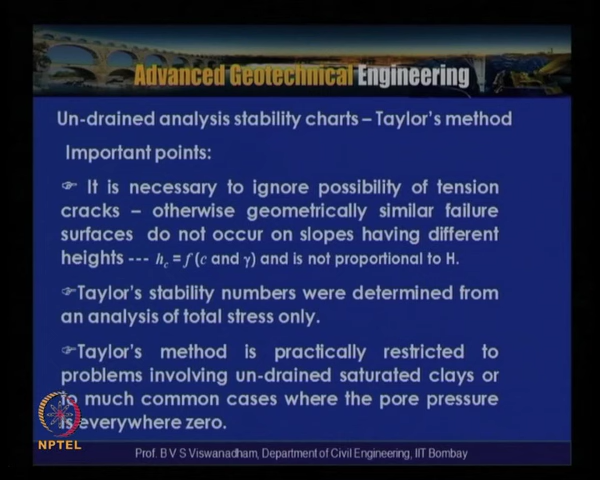 Advanced Geotechnical Engineering
Un-drained analysis stability charts – Taylor's method
Important points:
☞ It is necessary to ignore possibility of tension
cracks – otherwise geometrically similar failure
surfaces do not occur on slopes having different
heights --- hc = f (c and γ) and is not proportional to H.
☞Taylor's stability numbers were determined from
an analysis of total stress only.
☞Taylor's method is practically restricted to
problems involving un-drained saturated clays or
to much common cases where the pore pressure
is everywhere zero.
NPTEL
Prof. B V S Viswanadham, Department of Civil Engineering, IIT Bombay